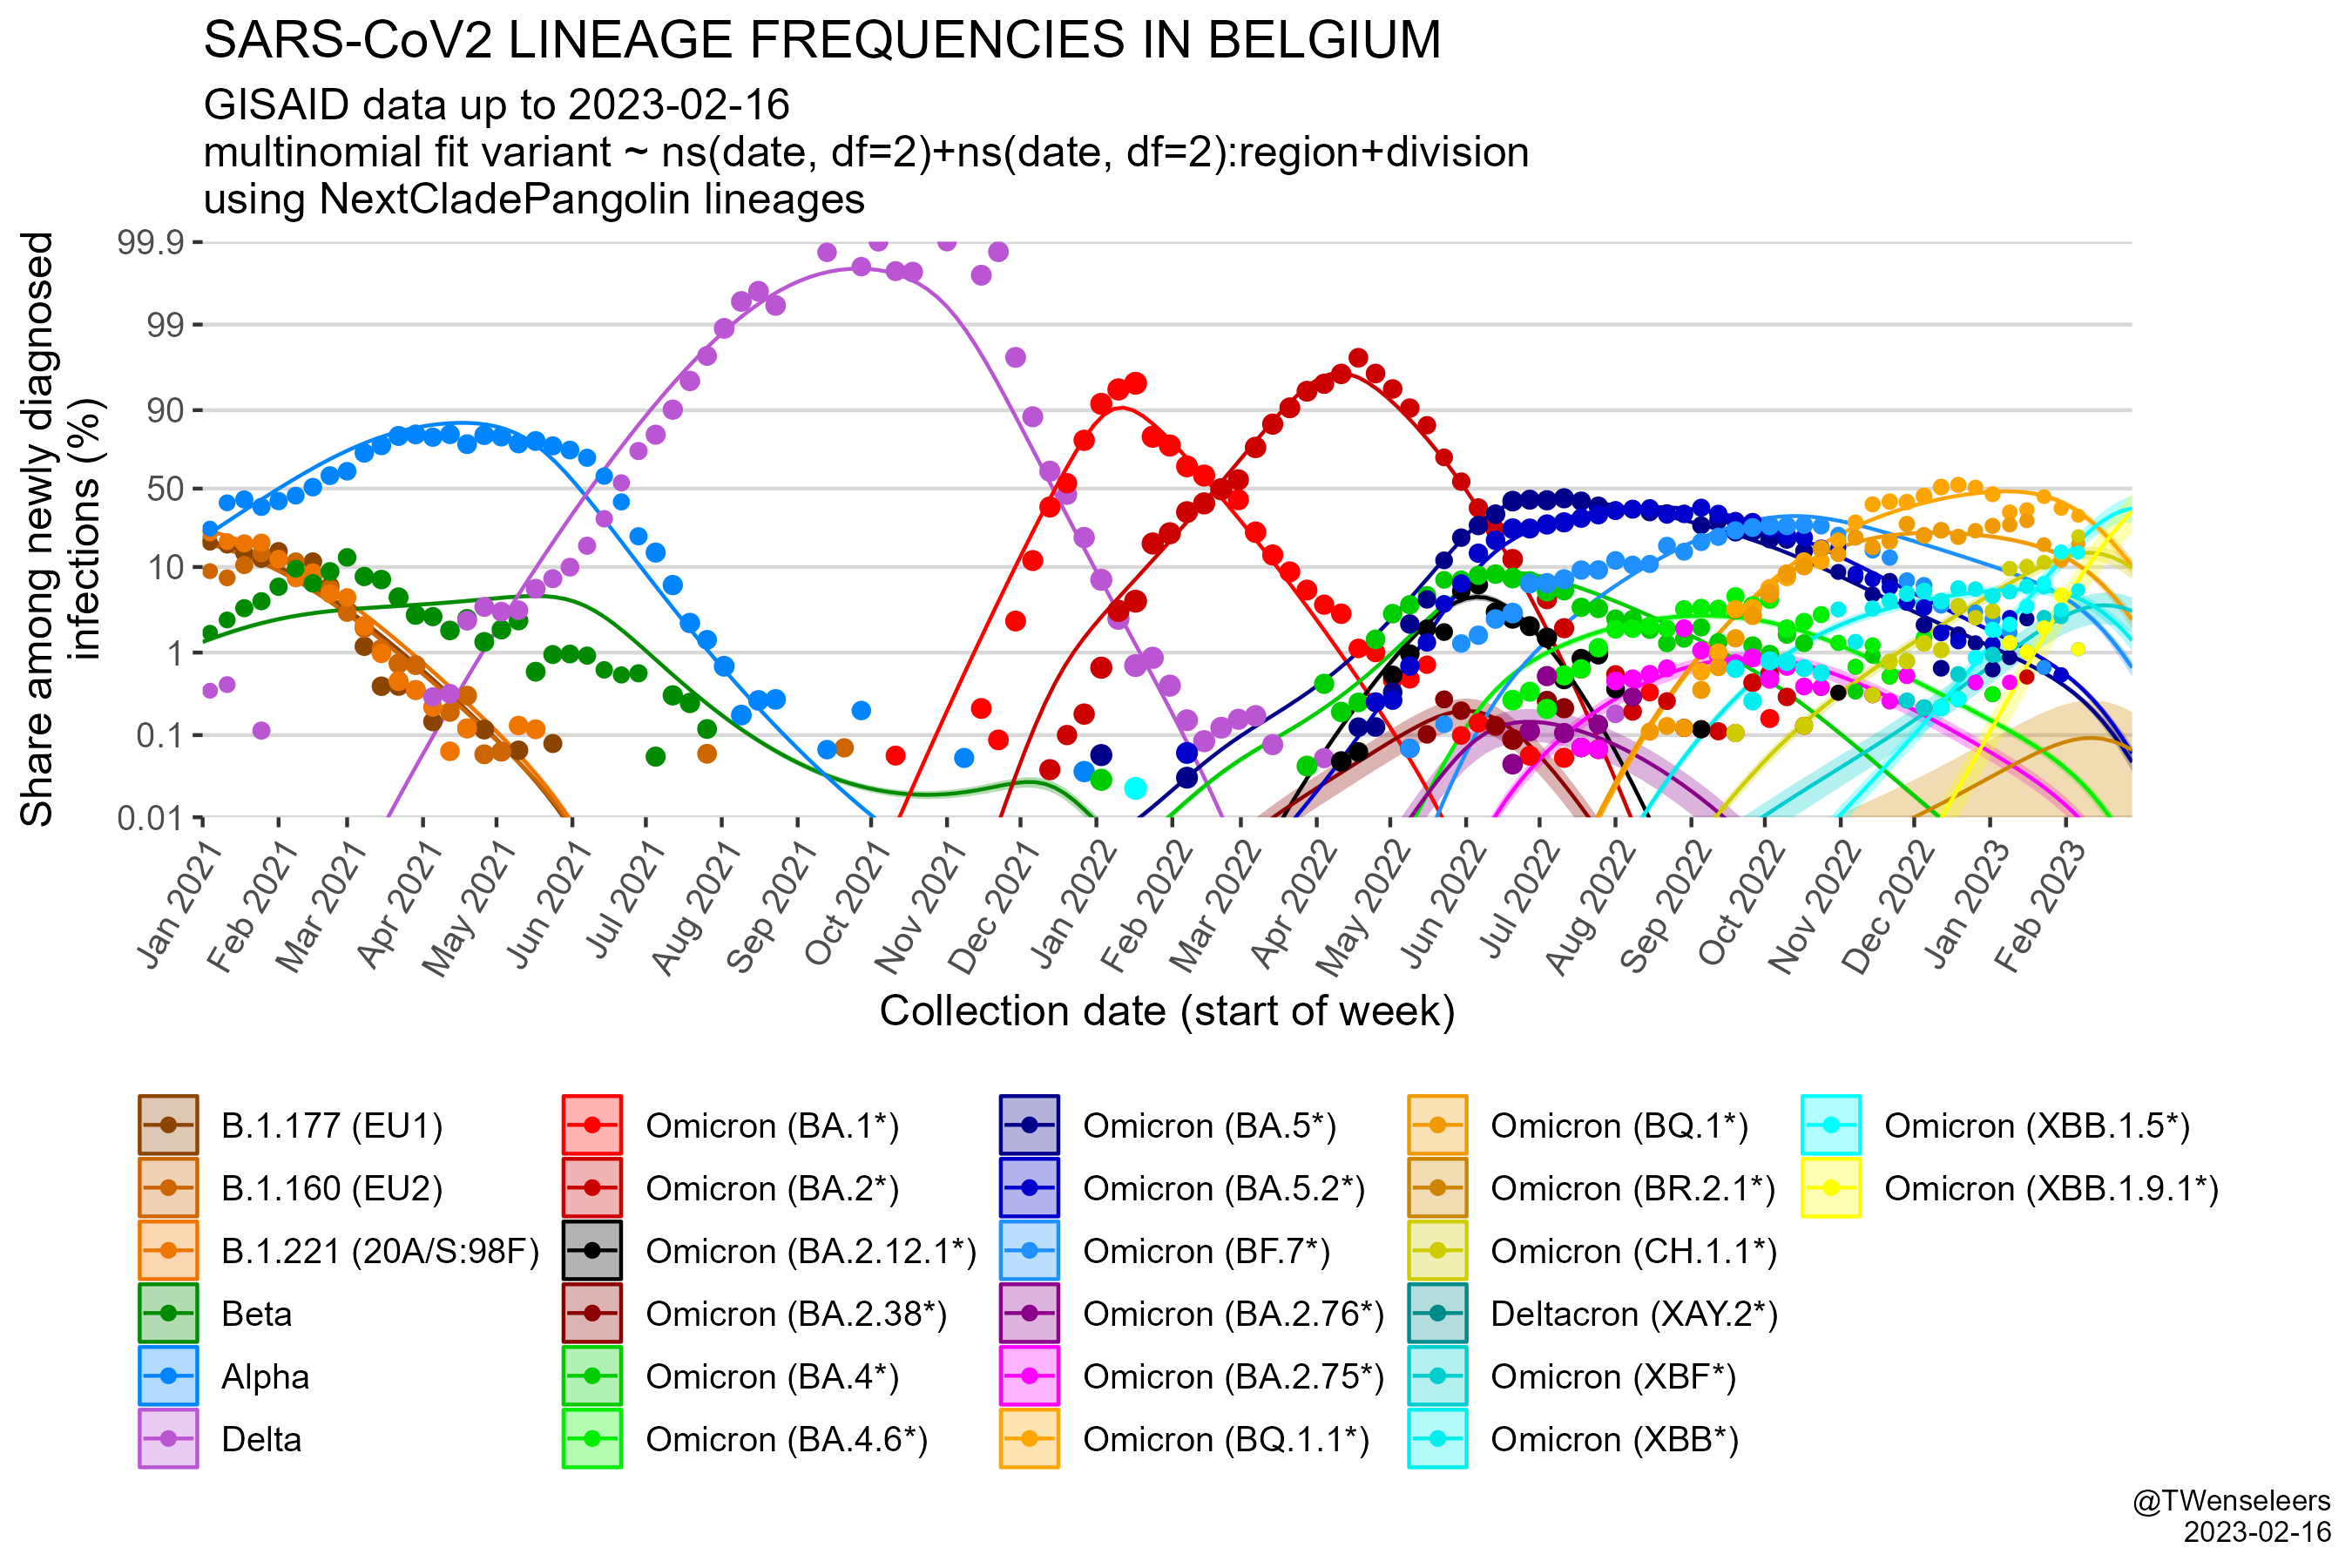 SARS-CoV2 LINEAGE FREQUENCIES IN BELGIUM
GISAID data up to 2023-02-16
multinomial fit variant ~ ns(date, df=2)+ns(date, df=2):region+division
using NextCladePangolin lineages
Share among newly diagnosed
infections (%)
99.9
99
90
50
10
1
0.1
0.01
Jan 2021
Feb 2021
Mar 2021
Apr 2021
May 2021
Jun 2021
Jul 2021
Aug 2021
Sep 2021
Oct 2021
Nov 2021
Dec 2021
Jan 2022
Feb 2022
Mar 2022
Apr 2022
May 2022
Jun 2022
Jul 2022
Aug 2022
Sep 2022
Oct 2022
Nov 2022
Dec 2022
Jan 2023
Feb 2023
Collection date (start of week)
B.1.177 (EU1)
B.1.160 (EU2)
B.1.221 (20A/S:98F)
Beta
Alpha
Delta
Omicron (BA.1*)
Omicron (BA.2*)
Omicron (BA.2.12.1*)
Omicron (BA.2.38*)
Omicron (BA.4*)
Omicron (BA.4.6*)
Omicron (BA.5*)
Omicron (BA.5.2*)
Omicron (BF.7*)
Omicron (BA.2.76*)
Omicron (BA.2.75*)
Omicron (BQ.1.1*)
Omicron (BQ.1*)
Omicron (BR.2.1*)
Omicron (CH.1.1*)
Deltacron (XAY.2*)
Omicron (XBF*)
Omicron (XBB*)
Omicron (XBB.1.5*)
Omicron (XBB.1.9.1*)
@TWenseleers
2023-02-16